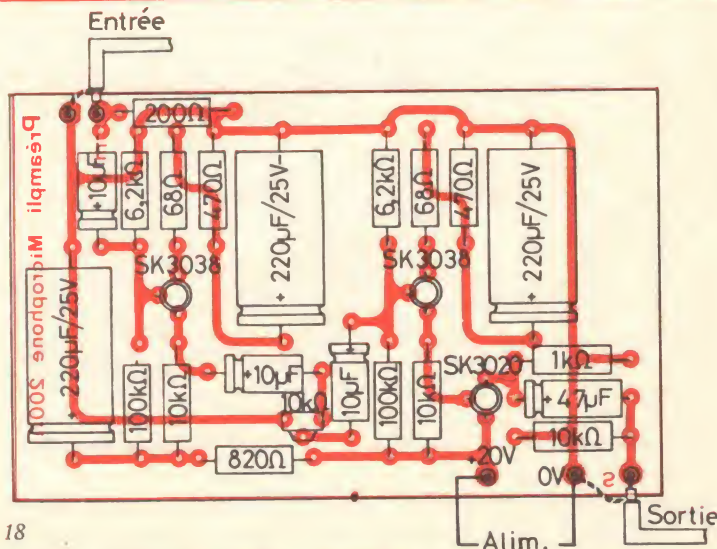 Entrée
Préampli Microphone 200
200Ω
+10µF
6,2kΩ
68Ω
470Ω
+ 220µF/25V-
6,2kΩ
68Ω
470Ω
+ 220µF/25V
SK3038
SK3038
+ 220µF/25V
100kΩ
10kΩ
+10µF
10kΩ
10µF
100kΩ
10kΩ
SK3020
1kΩ
+4,7µF
10kΩ
820Ω
+20V
0V
S
Sortie
Alim.
18